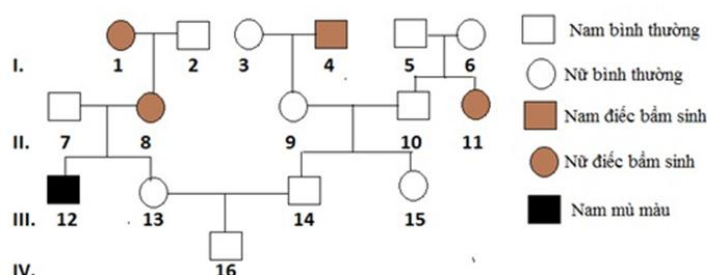 I.
1 2 3 4 5 6
II.
7 8 9 10 11
III.
12 13 14 15
IV.
16
Nam bình thường
Nữ bình thường
Nam điếc bẩm sinh
Nữ điếc bẩm sinh
Nam mù màu